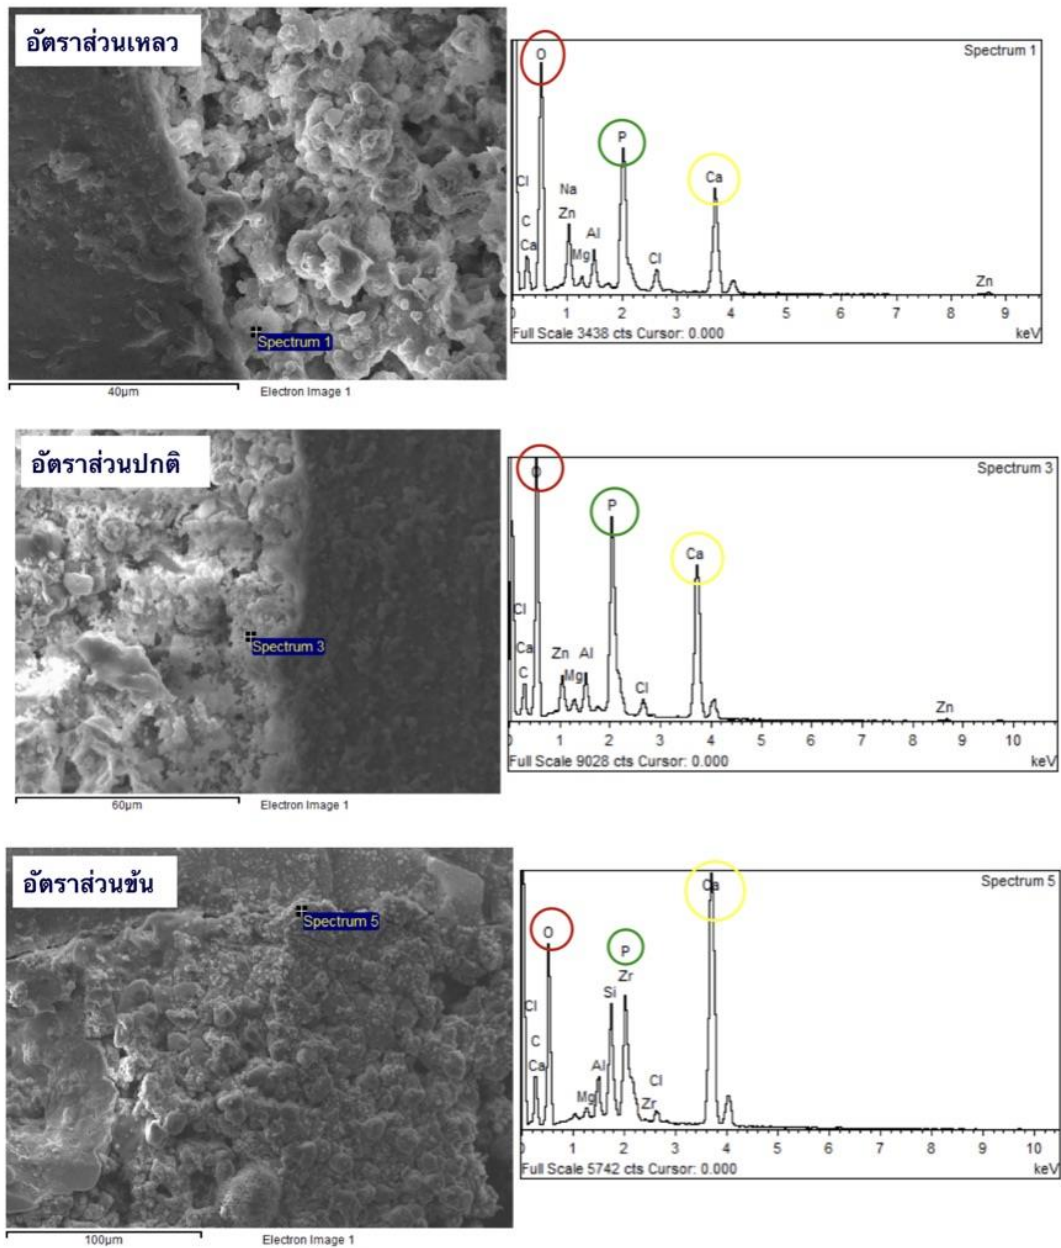 อัตราส่วนเหลว
Spectrum 1
40µm
Electron Image 1
Spectrum 1
O
P
Ca
Cl
C
Ca
Na
Zn
Mg
Al
Cl
Zn
0 1 2 3 4 5 6 7 8 9
Full Scale 3438 cts Cursor: 0.000
keV
อัตราส่วนปกติ
Spectrum 3
60µm
Electron Image 1
Spectrum 3
O
P
Ca
Cl
Ca
C
Zn
Mg
Al
Cl
Zn
0 1 2 3 4 5 6 7 8 9 10
Full Scale 9028 cts Cursor: 0.000
keV
อัตราส่วนข้น
Spectrum 5
100µm
Electron Image 1
Spectrum 5
Ca
O
P
Zr
Si
Cl
C
Ca
Mg
Al
Zr
Cl
0 1 2 3 4 5 6 7 8 9 10
Full Scale 5742 cts Cursor: 0.000
keV